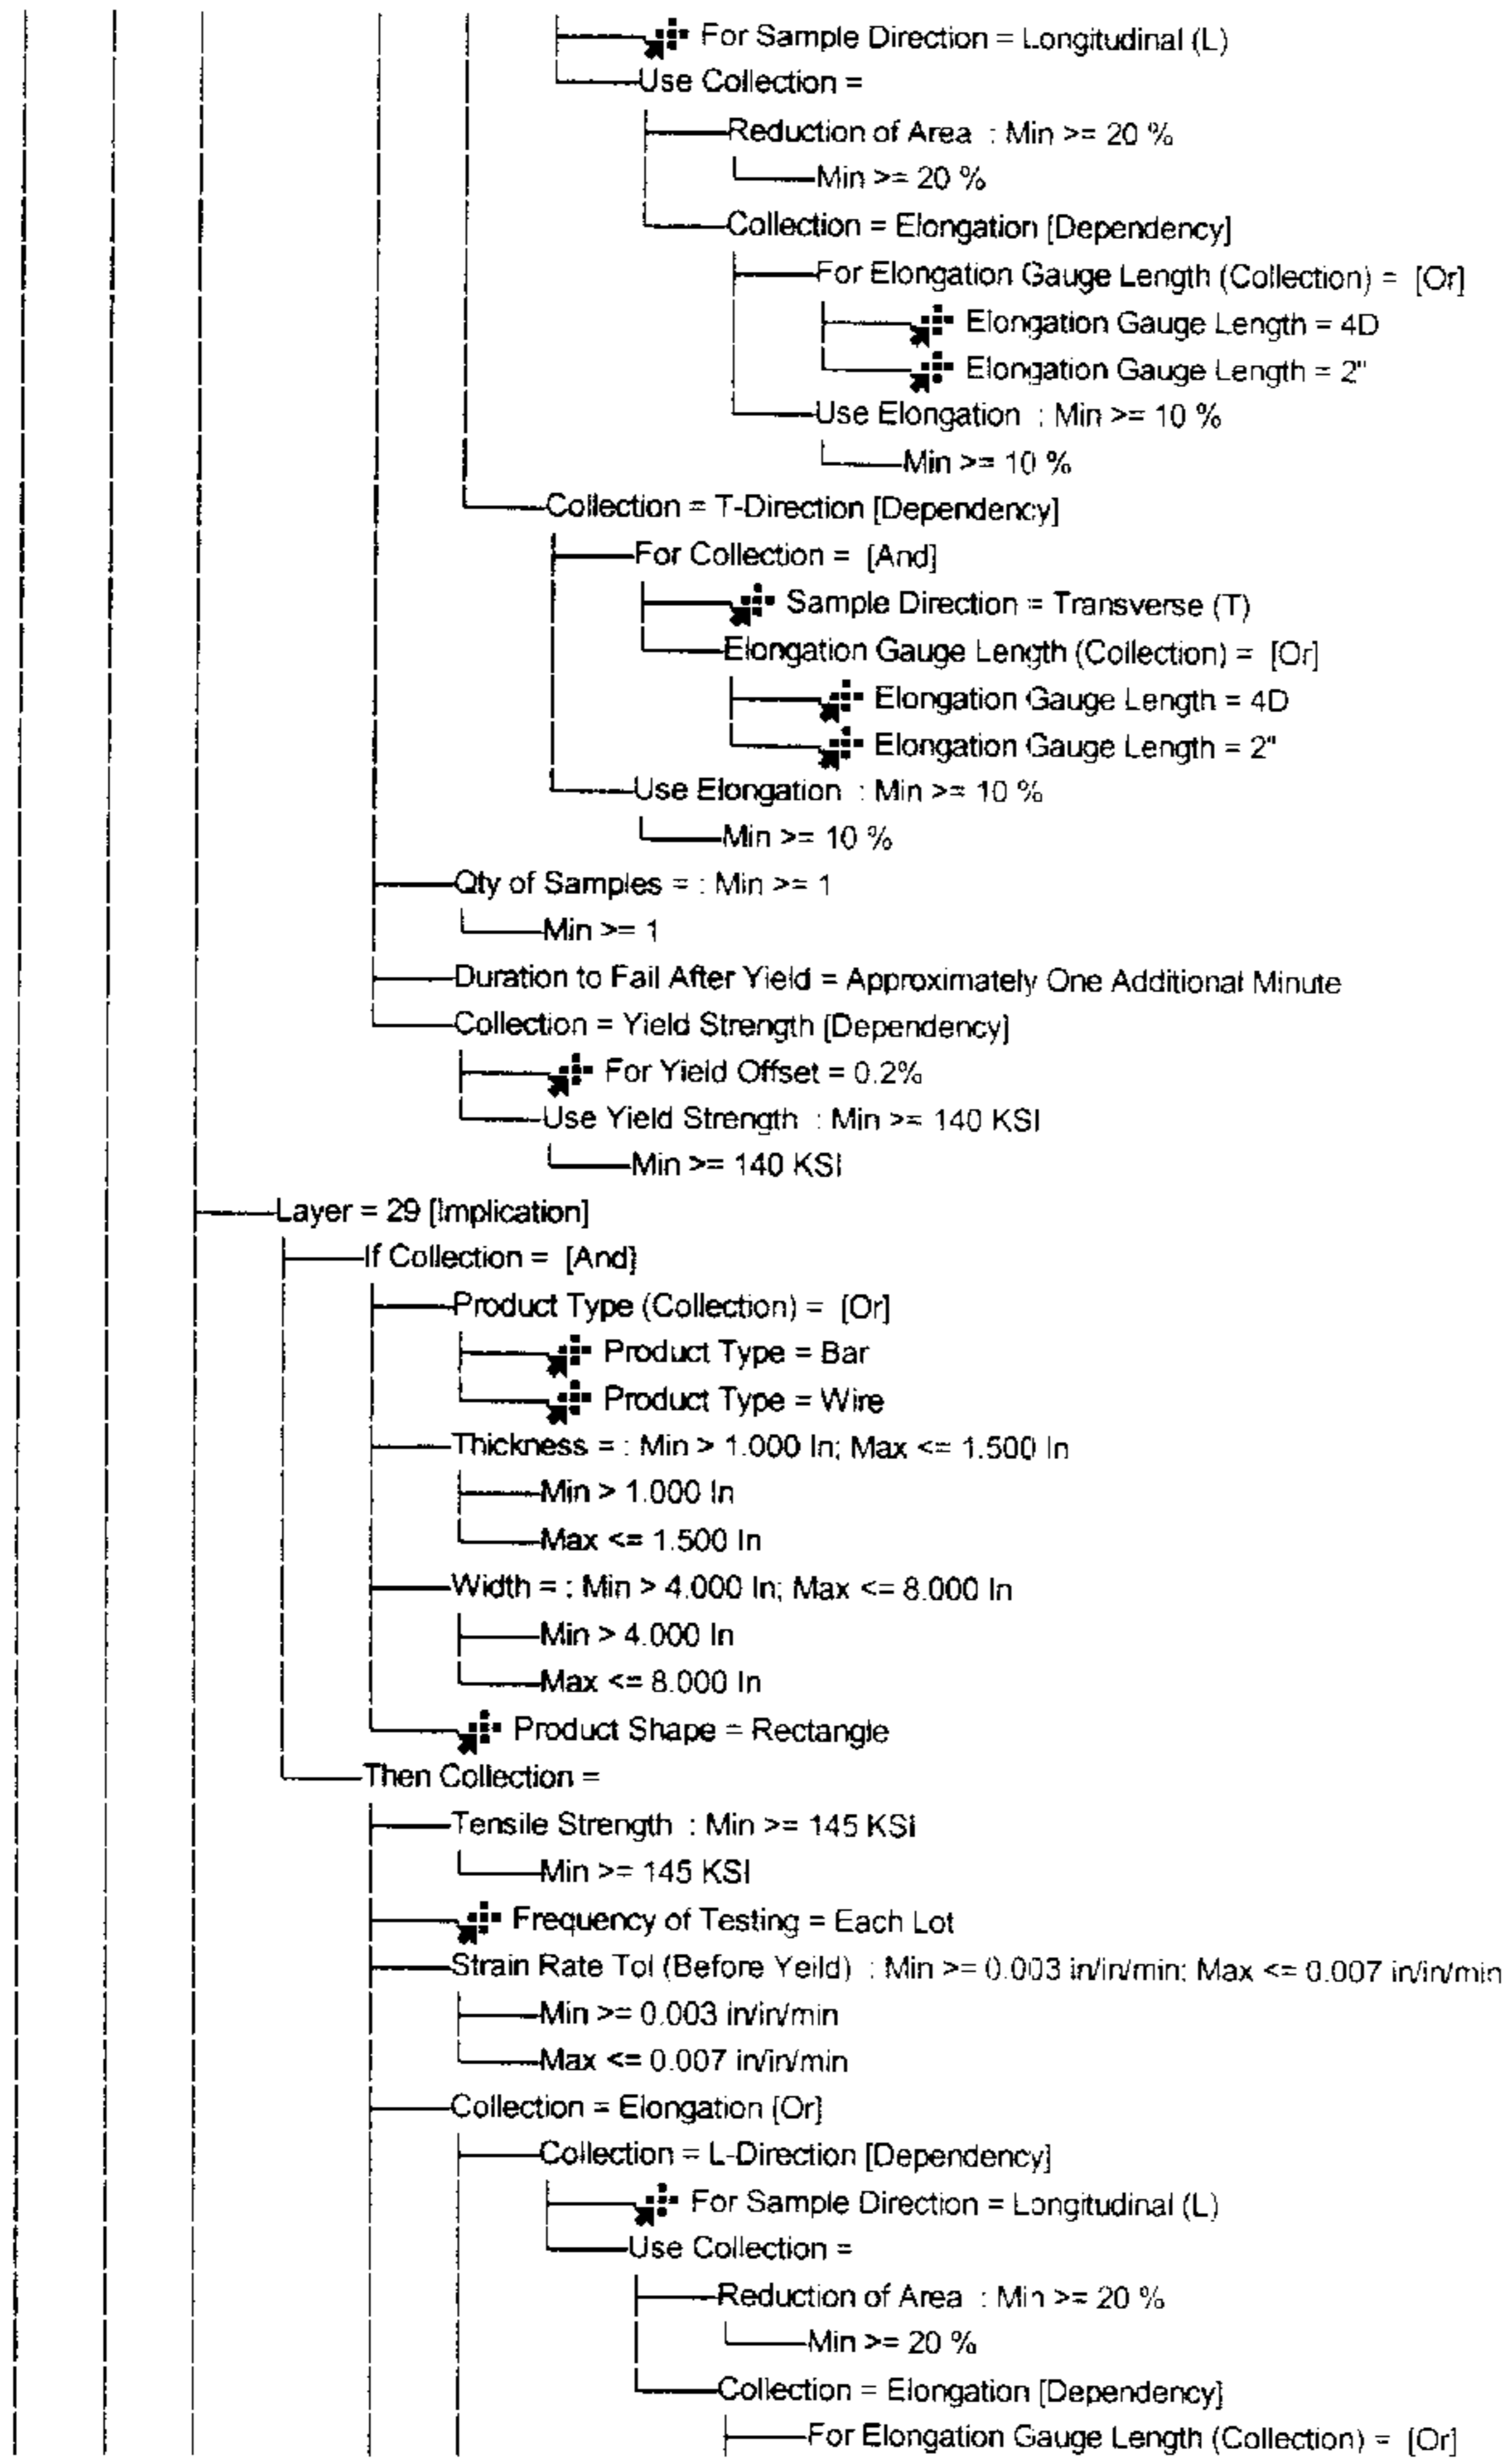 For Sample Direction = Longitudinal (L)
Use Collection =
Reduction of Area : Min >= 20 %
Min >= 20 %
Collection = Elongation [Dependency]
For Elongation Gauge Length (Collection) = [Or]
Elongation Gauge Length = 4D
Elongation Gauge Length = 2"
Use Elongation : Min >= 10 %
Min >= 10 %
Collection = T-Direction [Dependency]
For Collection = [And]
Sample Direction = Transverse (T)
Elongation Gauge Length (Collection) = [Or]
Elongation Gauge Length = 4D
Elongation Gauge Length = 2"
Use Elongation : Min >= 10 %
Min >= 10 %
Qty of Samples = : Min >= 1
Min >= 1
Duration to Fail After Yield = Approximately One Additional Minute
Collection = Yield Strength [Dependency]
For Yield Offset = 0.2%
Use Yield Strength : Min >= 140 KSI
Min >= 140 KSI
Layer = 29 [Implication]
If Collection = [And]
Product Type (Collection) = [Or]
Product Type = Bar
Product Type = Wire
Thickness = : Min > 1.000 In; Max <= 1.500 In
Min > 1.000 In
Max <= 1.500 In
Width = : Min > 4.000 In; Max <= 8.000 In
Min > 4.000 In
Max <= 8.000 In
Product Shape = Rectangle
Then Collection =
Tensile Strength : Min >= 145 KSI
Min >= 145 KSI
Frequency of Testing = Each Lot
Strain Rate Tol (Before Yeild) : Min >= 0.003 in/in/min; Max <= 0.007 in/in/min
Min >= 0.003 in/in/min
Max <= 0.007 in/in/min
Collection = Elongation [Or]
Collection = L-Direction [Dependency]
For Sample Direction = Longitudinal (L)
Use Collection =
Reduction of Area : Min >= 20 %
Min >= 20 %
Collection = Elongation [Dependency]
For Elongation Gauge Length (Collection) = [Or]